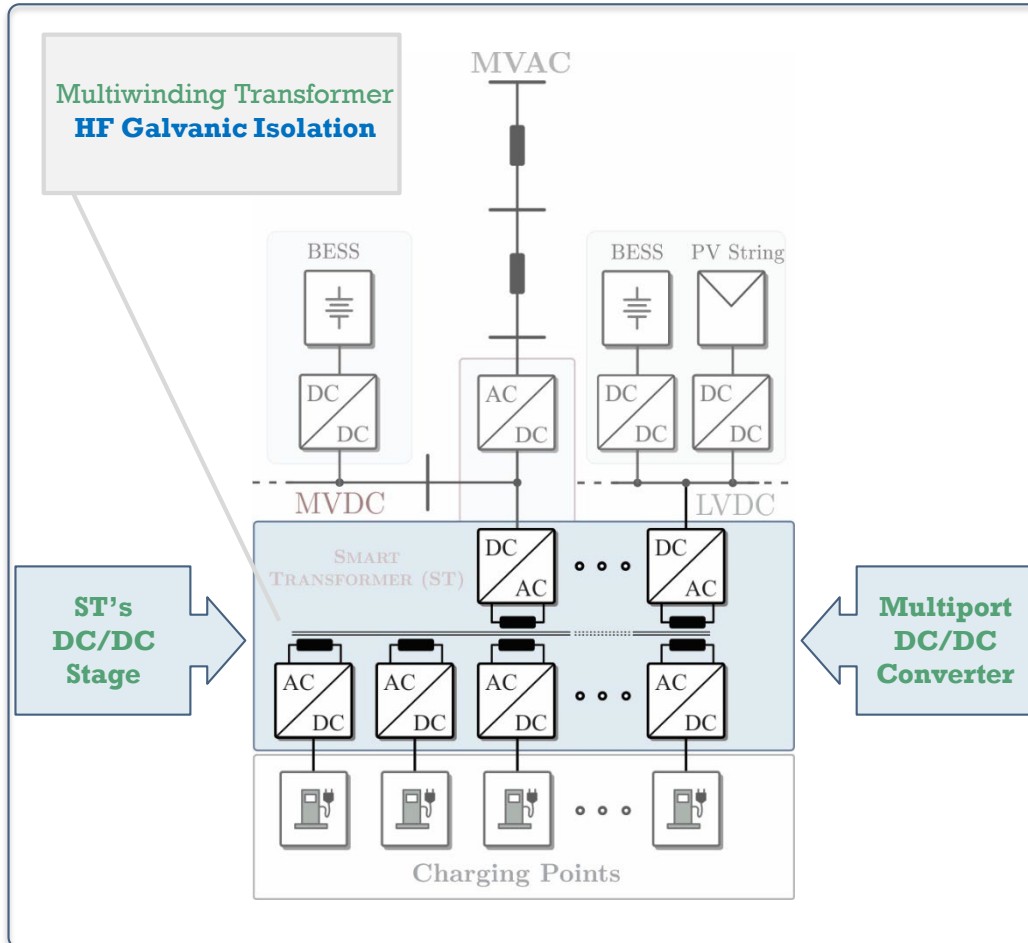 MVAC
Multiwinding Transformer
HF Galvanic Isolation
BESS
BESS
PV String
DC
DC
AC
DC
DC
DC
DC
DC
MVDC
LVDC
SMART
TRANSFORMER (ST)
DC
AC
DC
AC
ST's
DC/DC
Stage
Multiport
DC/DC
Converter
AC
DC
AC
DC
AC
DC
AC
DC
Charging Points